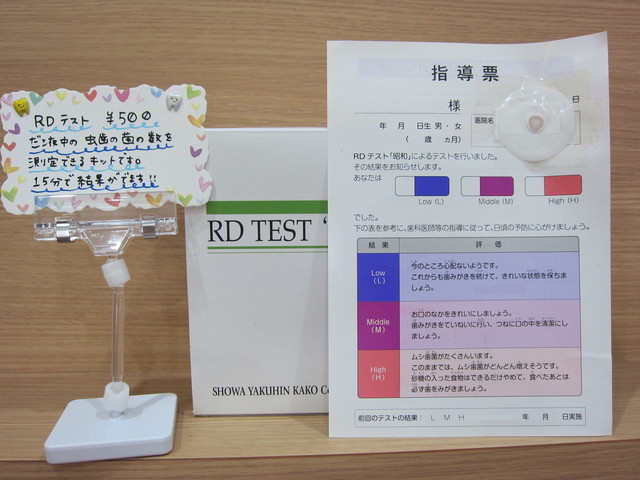 RDテスト ¥500
だ液中の虫歯の菌の数を
測定できるキットです。
15分で結果がでます!!
RD TEST “
SHOWA YAKUHIN KAKO Co
指導票
様
日
年 月 日生 男・女
( 歳 ヵ月)
医院名
RDテスト「昭和」によるテストを行いました。
その結果をお知らせします。
あなたは
Low (L) Middle (M) High (H)
でした。
下の表を参考に、歯科医師等の指導に従って、日頃の予防に心がけましょう。
結果 評価
Low
(L)
今のところ心配ないようです。
これからも歯みがきを続けて、きれいな状態を保ちま
しょう。
Middle
(M)
お口のなかをきれいにしましょう。
歯みがきをていねいに行い、つねに口の中を清潔にし
ましょう。
High
(H)
ムシ歯菌がたくさんいます。
このままでは、ムシ歯菌がどんどん増えそうです。
砂糖の入った食物はできるだけやめて、食べたあとは
必ず歯をみがきましょう。
前回のテストの結果: L M H 年 月 日実施